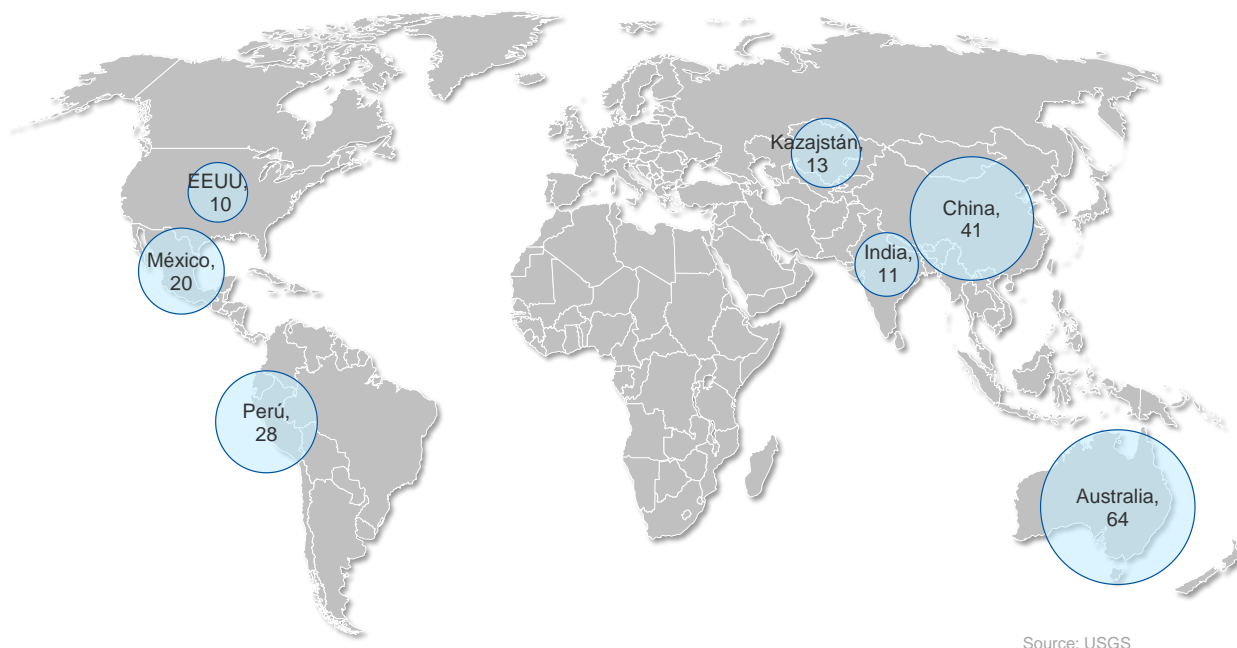 Kazajstán,
13
EEUU,
10
China,
41
India,
11
México,
20
Perú,
28
Australia,
64
Source: USGS